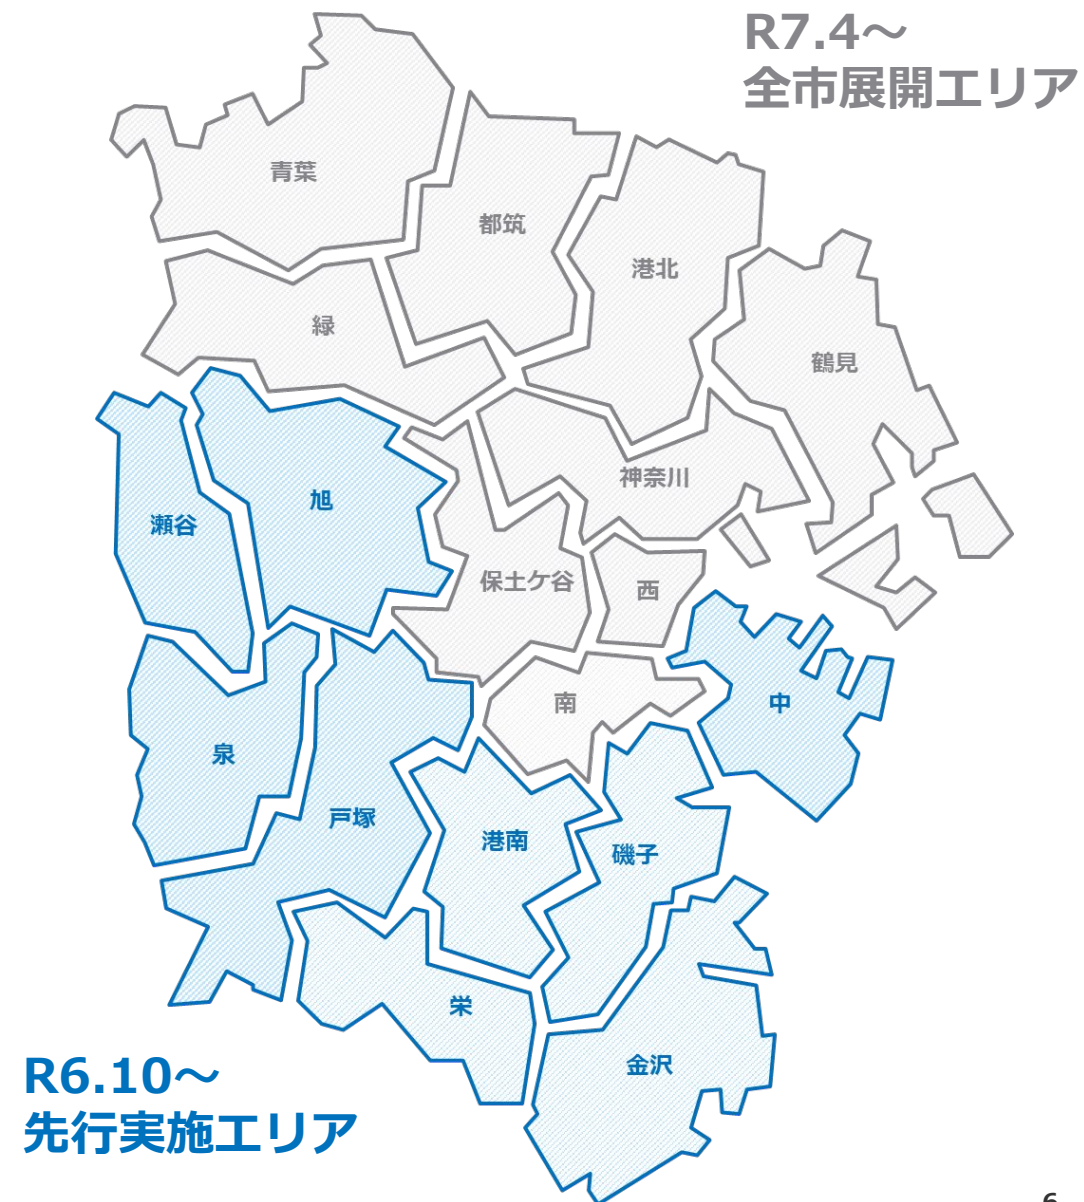 R7.4～
全市展開エリア
青葉
都筑
港北
緑
鶴見
神奈川
旭
瀬谷
保土ケ谷
西
南
中
泉
戸塚
港南
磯子
栄
金沢
R6.10～
先行実施エリア
6